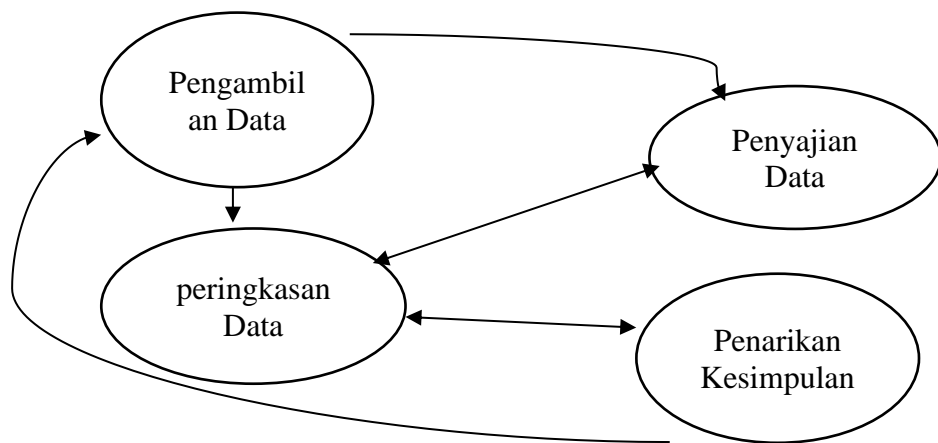 Pengambil
an Data
Penyajian
Data
peringkasan
Data
Penarikan
Kesimpulan